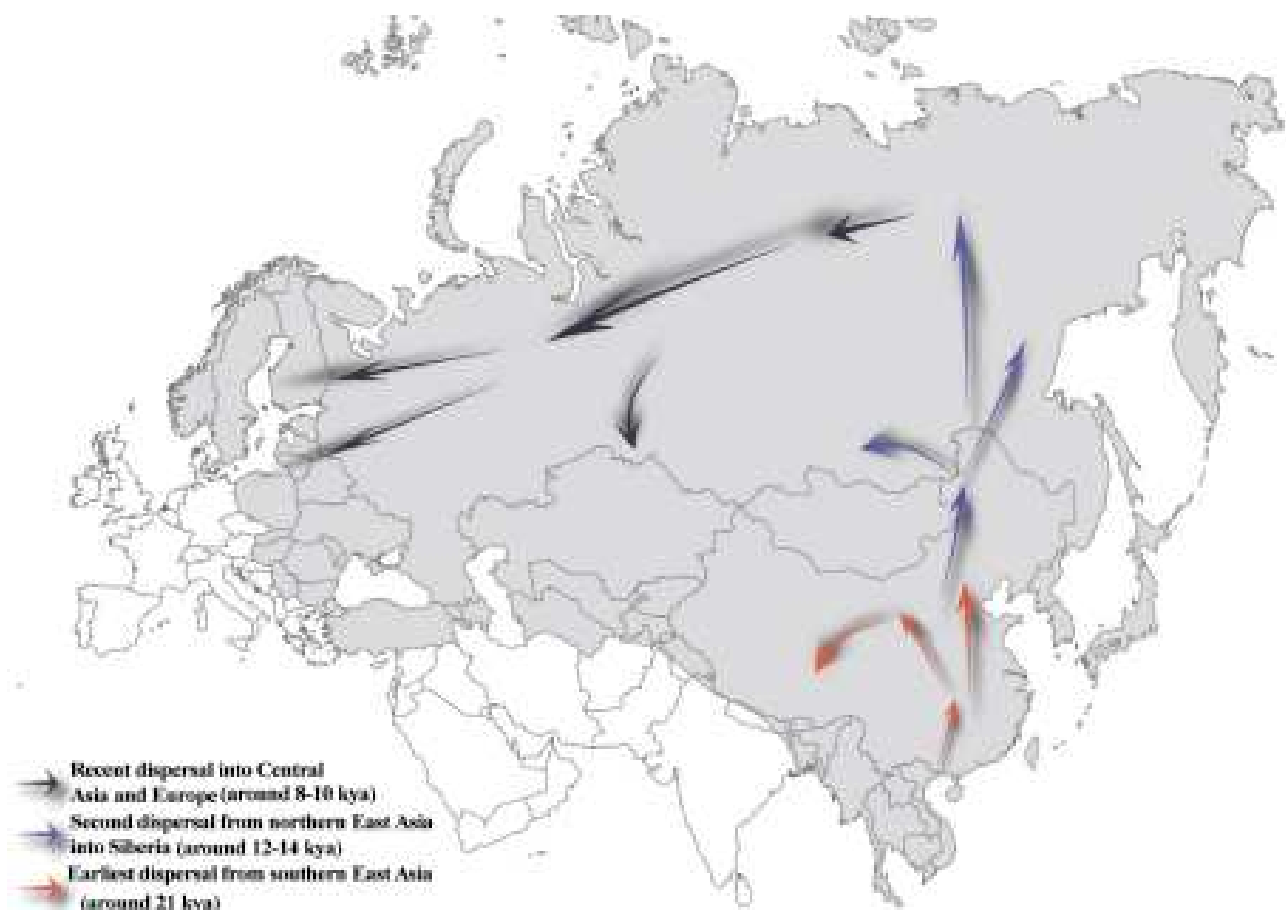 Recent dispersal into Central
Asia and Europe (around 8-10 kya)
Second dispersal from northern East Asia
into Siberia (around 12-14 kya)
Earliest dispersal from southern East Asia
(around 21 kya)